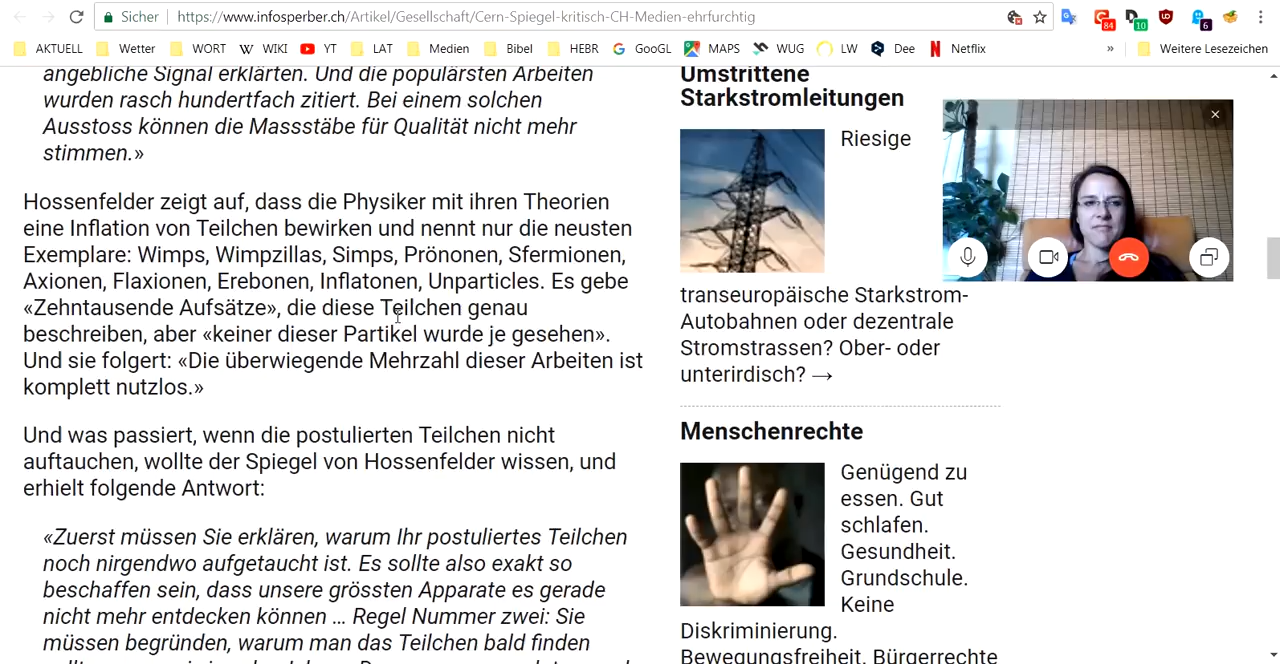 Sicher
https://www.infosperber.ch/Artikel/Gesellschaft/Cern-Spiegel-kritisch-CH-Medien-ehrfurchtig
84
10
6
AKTUELL Wetter WORT WIKI YT LAT Medien Bibel HEBR GooGL MAPS WUG LW Dee Netflix » Weitere Lesezeichen
angebliche Signal erklärten. Und die populärsten Arbeiten
wurden rasch hundertfach zitiert. Bei einem solchen
Ausstoss können die Massstäbe für Qualität nicht mehr
stimmen.»
Hossenfelder zeigt auf, dass die Physiker mit ihren Theorien
eine Inflation von Teilchen bewirken und nennt nur die neusten
Exemplare: Wimps, Wimpzillas, Simps, Prönonen, Sfermionen,
Axionen, Flaxionen, Erebonen, Inflatonen, Unparticles. Es gebe
«Zehntausende Aufsätze», die diese Teilchen genau
beschreiben, aber «keiner dieser Partikel wurde je gesehen».
Und sie folgert: «Die überwiegende Mehrzahl dieser Arbeiten ist
komplett nutzlos.»
Und was passiert, wenn die postulierten Teilchen nicht
auftauchen, wollte der Spiegel von Hossenfelder wissen, und
erhielt folgende Antwort:
«Zuerst müssen Sie erklären, warum Ihr postuliertes Teilchen
noch nirgendwo aufgetaucht ist. Es sollte also exakt so
beschaffen sein, dass unsere grössten Apparate es gerade
nicht mehr entdecken können ... Regel Nummer zwei: Sie
müssen begründen, warum man das Teilchen bald finden
Umstrittene
Starkstromleitungen
Riesige
transeuropäische Starkstrom-
Autobahnen oder dezentrale
Stromstrassen? Ober- oder
unterirdisch? →
Menschenrechte
Genügend zu
essen. Gut
schlafen.
Gesundheit.
Grundschule.
Keine
Diskriminierung.
Bewegungsfreiheit. Bürgerrechte